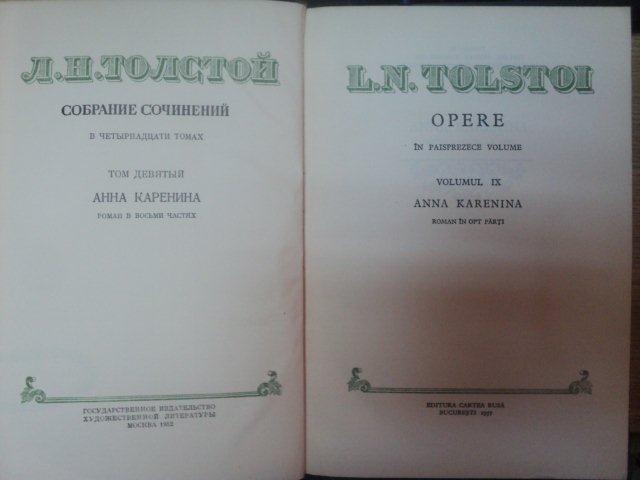 Л.Н.ТОЛСТОЙ
СОБРАНИЕ СОЧИНЕНИЙ
В ЧЕТЫРНАДЦАТИ ТОМАХ
ТОМ ДЕВЯТЫЙ
АННА КАРЕНИНА
РОМАН В ВОСЬМИ ЧАСТЯХ
ГОСУДАРСТВЕННОЕ ИЗДАТЕЛЬСТВО
ХУДОЖЕСТВЕННОЙ ЛИТЕРАТУРЫ
МОСКВА 1952
L.N. TOLSTOI
OPERE
ÎN PAISPREZECE VOLUME
VOLUMUL IX
ANNA KARENINA
ROMAN ÎN OPT PĂRȚI
EDITURA CARTEA RUSĂ
BUCUREȘTI 1957